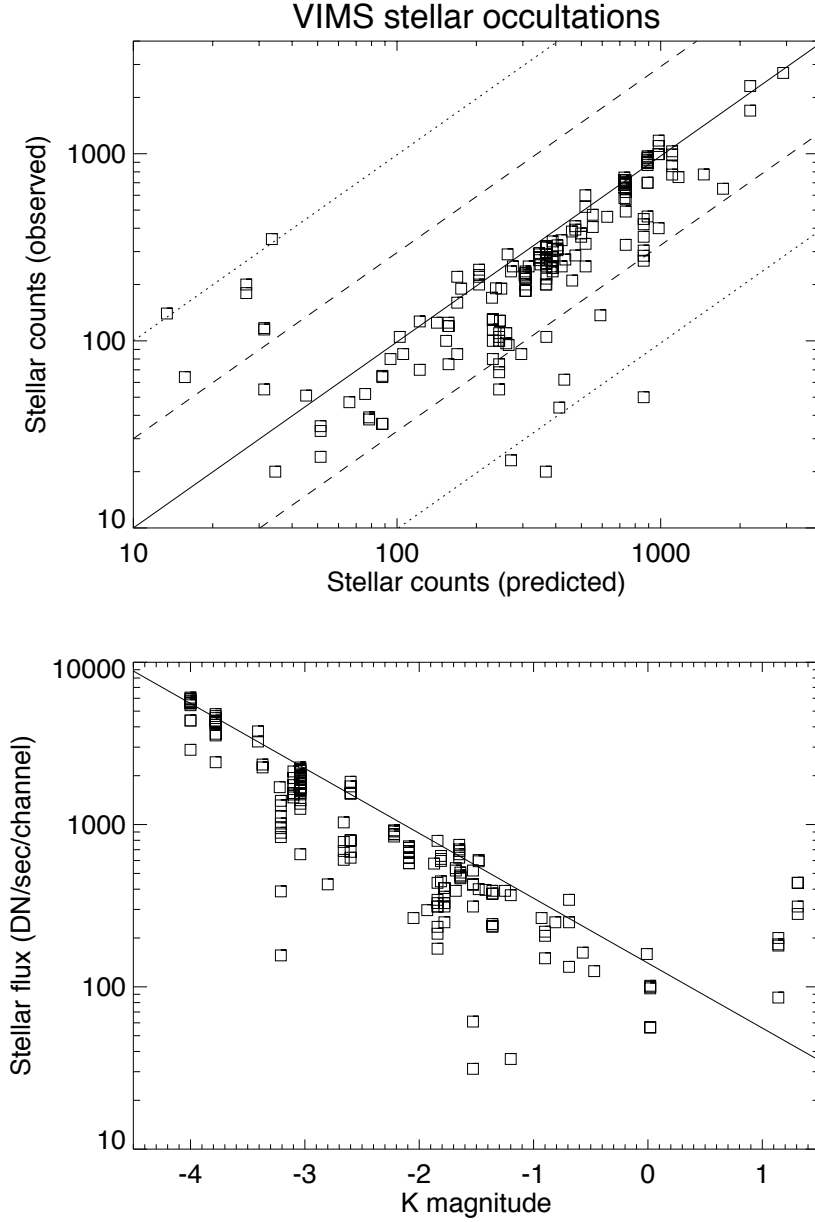 VIMS stellar occultations
Stellar counts (observed)
1000
100
10
10 100 1000
Stellar counts (predicted)
Stellar flux (DN/sec/channel)
10000
1000
100
10
-4 -3 -2 -1 0 1
K magnitude